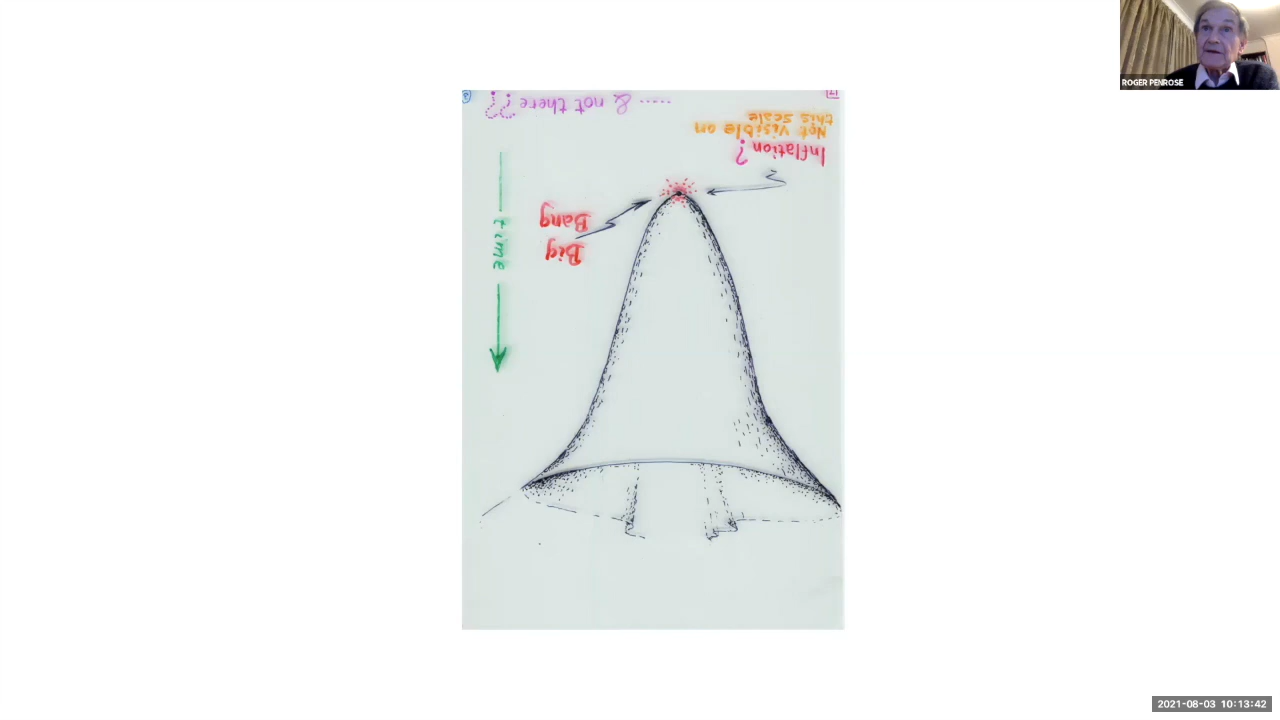 ROGER PENROSE
17
Inflation?
Not visible on
this scale
..... & not there??
Big
Bang
time
2021-08-03 10:13:42